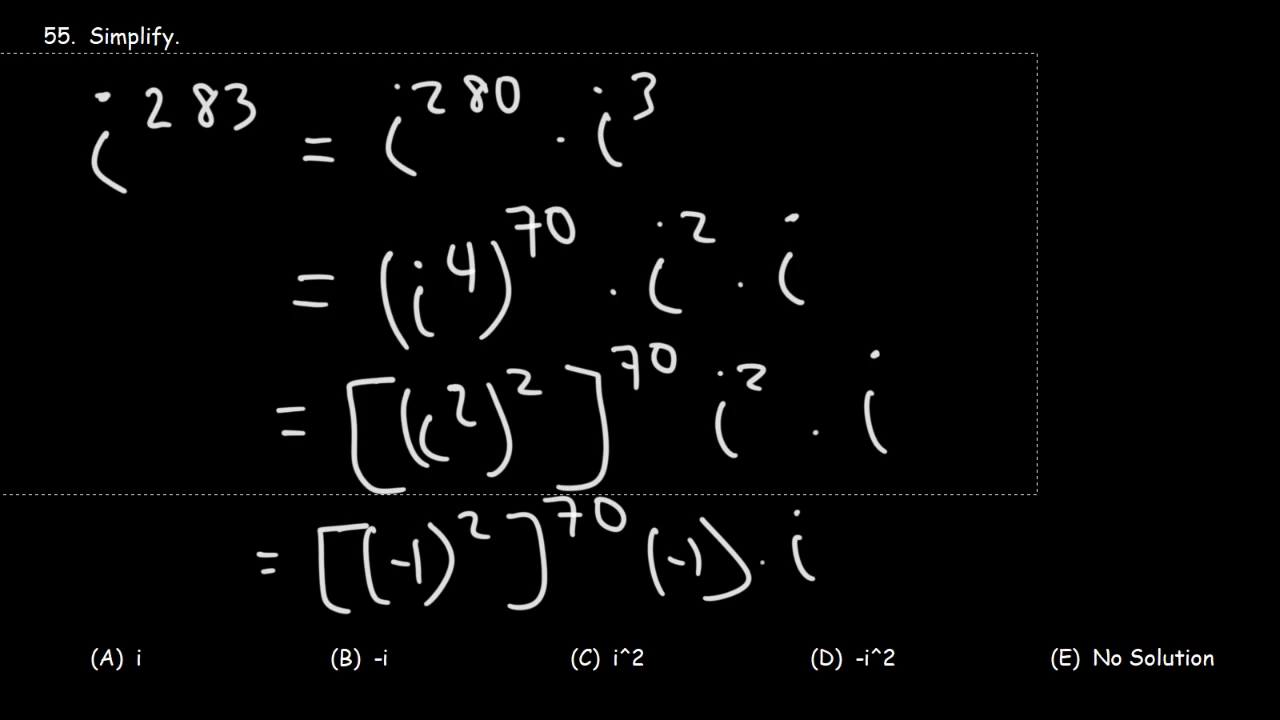 55. Simplify.
i^283 = i^280 · i^3
= (i^4)^70 · i^2 · i
= [(i^2)^2]^70 i^2 · i
= [(-1)^2]^70 (-1) · i
(A) i (B) -i (C) i^2 (D) -i^2 (E) No Solution